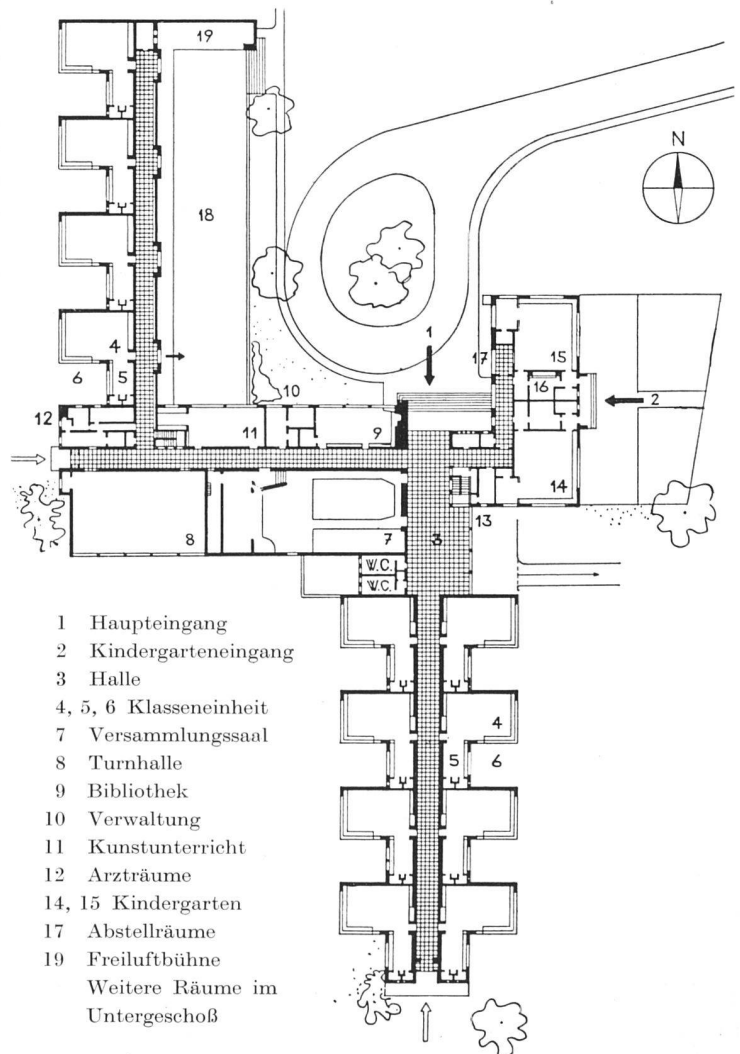 19
N
18
4
6
5
1
17
15
16
2
10
12
11
9
14
13
8
7
3
W.C.
W.C.
4
5
6
1 Haupteingang
2 Kindergarteneingang
3 Halle
4, 5, 6 Klasseneinheit
7 Versammlungssaal
8 Turnhalle
9 Bibliothek
10 Verwaltung
11 Kunstunterricht
12 Arzträume
14, 15 Kindergarten
17 Abstellräume
19 Freiluftbühne
Weitere Räume im
Untergeschoß